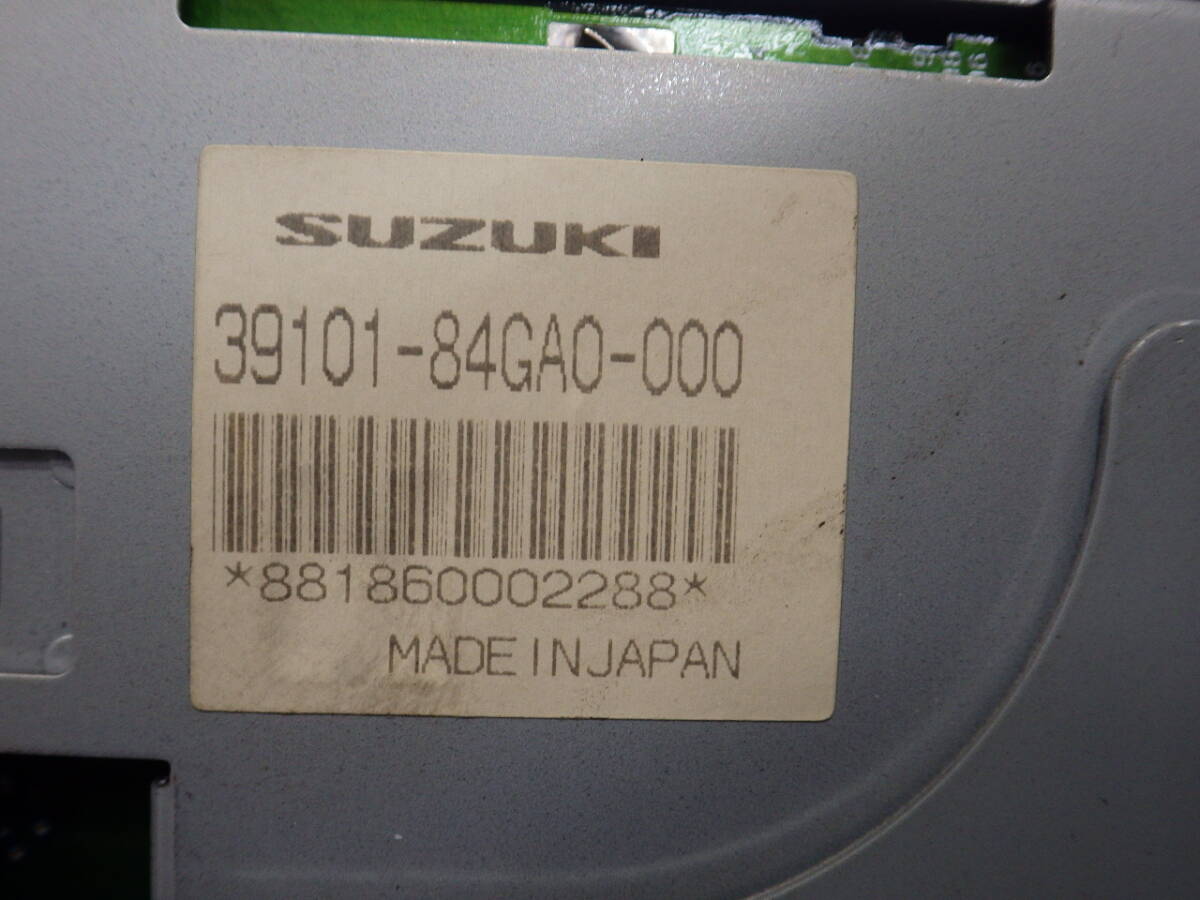 SUZUKI
39101-84GA0-000
*881860002288*
MADE IN JAPAN